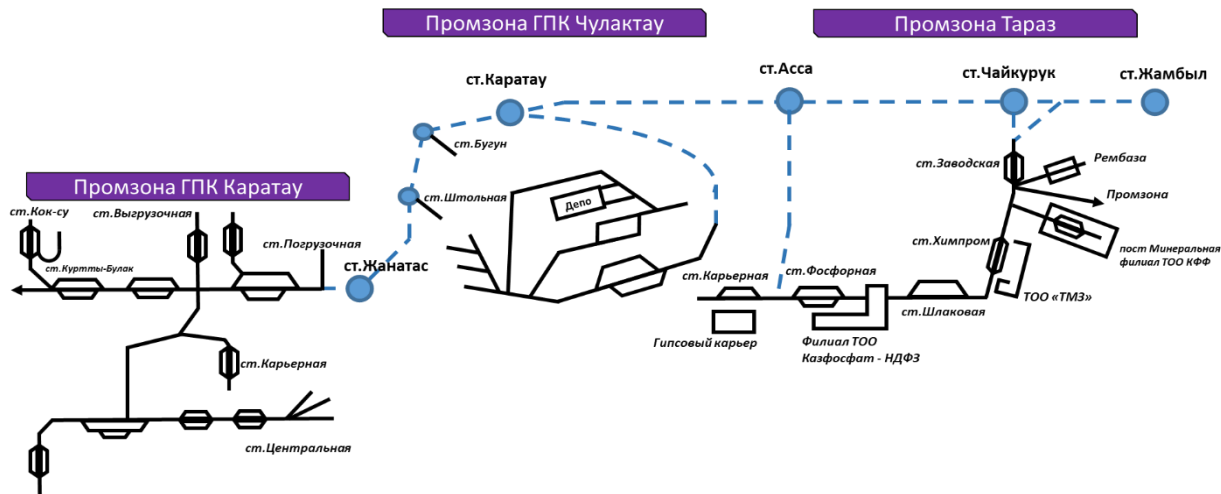 Промзона ГПК Чулактау
Промзона Тараз
ст.Каратау
ст.Асса
ст.Чайкурук
ст.Жамбыл
ст.Бугун
ст.Заводская
Рембаза
Промзона ГПК Каратау
ст.Штольная
Депо
Промзона
ст.Кок-су
ст.Выгрузочная
ст.Погрузочная
ст.Химпром
пост Минеральная
филиал ТОО КФФ
ст.Куртты-Булак
ст.Жанатас
ст.Карьерная
ст.Фосфорная
ТОО «ТМЗ»
ст.Шлаковая
Гипсовый карьер
Филиал ТОО
Казфосфат - НДФЗ
ст.Карьерная
ст.Центральная